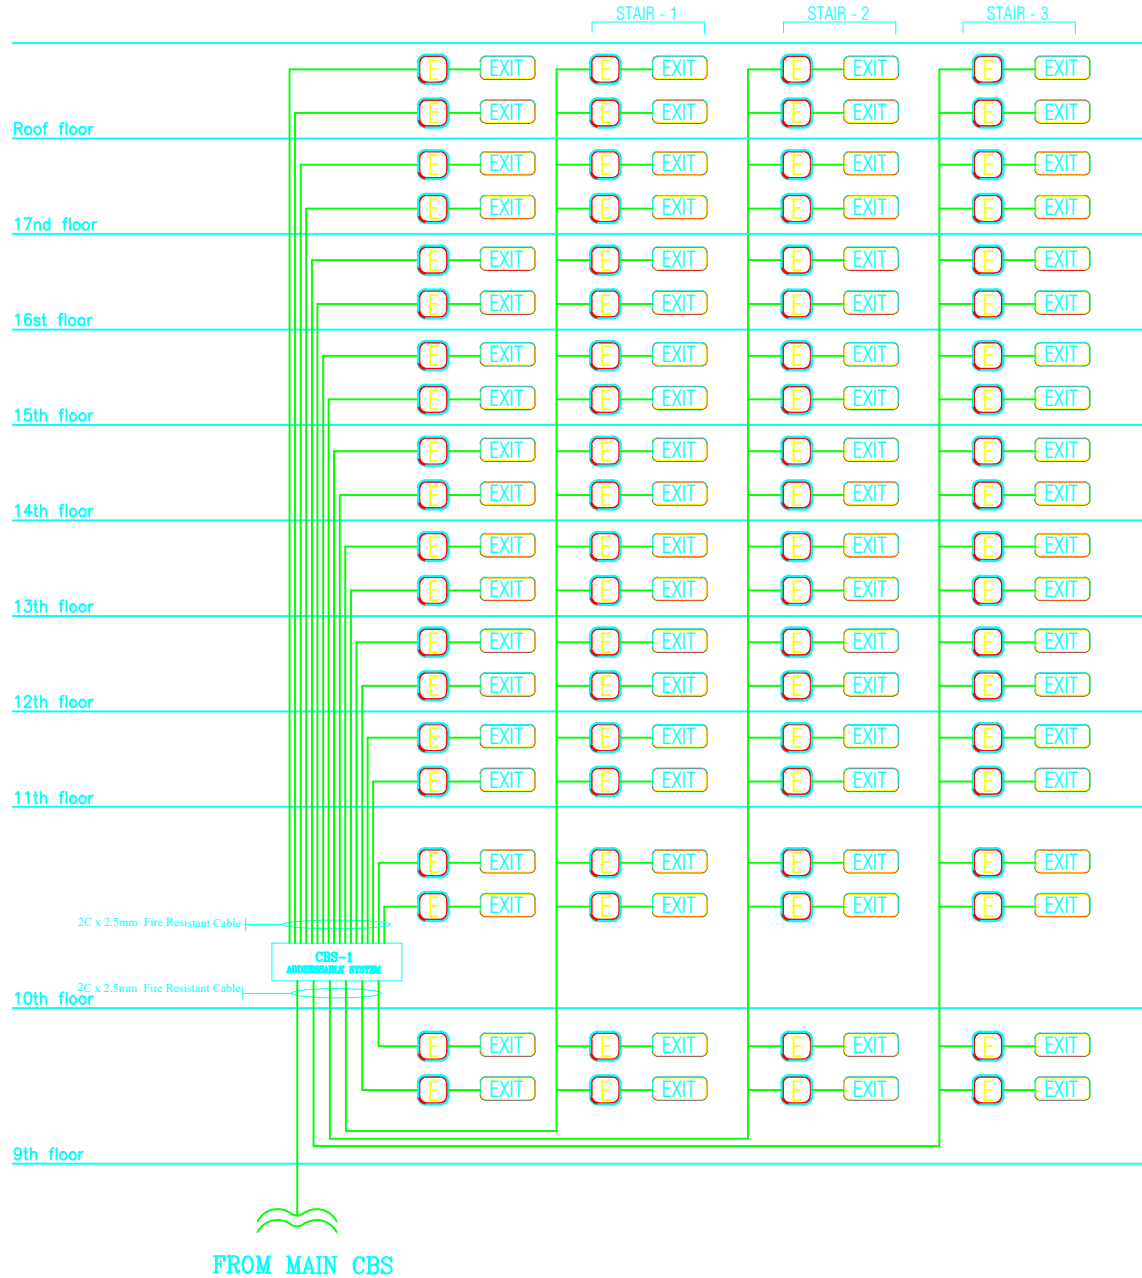 STAIR - 1 STAIR - 2 STAIR - 3
E EXIT E EXIT E EXIT E EXIT
E EXIT E EXIT E EXIT E EXIT
Roof floor
E EXIT E EXIT E EXIT E EXIT
E EXIT E EXIT E EXIT E EXIT
17nd floor
E EXIT E EXIT E EXIT E EXIT
E EXIT E EXIT E EXIT E EXIT
16st floor
E EXIT E EXIT E EXIT E EXIT
E EXIT E EXIT E EXIT E EXIT
15th floor
E EXIT E EXIT E EXIT E EXIT
E EXIT E EXIT E EXIT E EXIT
14th floor
E EXIT E EXIT E EXIT E EXIT
E EXIT E EXIT E EXIT E EXIT
13th floor
E EXIT E EXIT E EXIT E EXIT
E EXIT E EXIT E EXIT E EXIT
12th floor
E EXIT E EXIT E EXIT E EXIT
E EXIT E EXIT E EXIT E EXIT
11th floor
E EXIT E EXIT E EXIT E EXIT
E EXIT E EXIT E EXIT E EXIT
2C x 2.5mm Fire Resistant Cable
CBS-1
ADDRESSABLE SYSTEM
2C x 2.5mm Fire Resistant Cable
10th floor
E EXIT E EXIT E EXIT E EXIT
E EXIT E EXIT E EXIT E EXIT
9th floor
FROM MAIN CBS